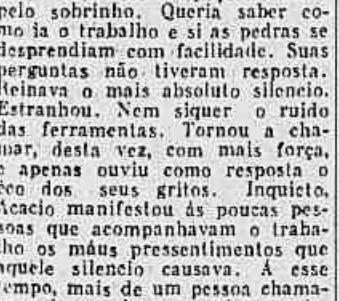 pelo sobrinho. Queria saber co-
mo ia o trabalho e si as pedras se
desprendiam com facilidade. Suas
perguntas não tiveram resposta.
Reinava o mais absoluto silencio.
Estranhou. Nem siquer o ruido
das ferramentas. Tornou a cha-
mar, desta vez, com mais força,
e apenas ouviu como resposta o
éco dos seus gritos. Inquieto,
Acacio manifestou ás poucas pes-
soas que acompanhavam o traba-
lho os máus pressentimentos que
aquele silencio causava. A esse
tempo, mais de um pessoa chama-